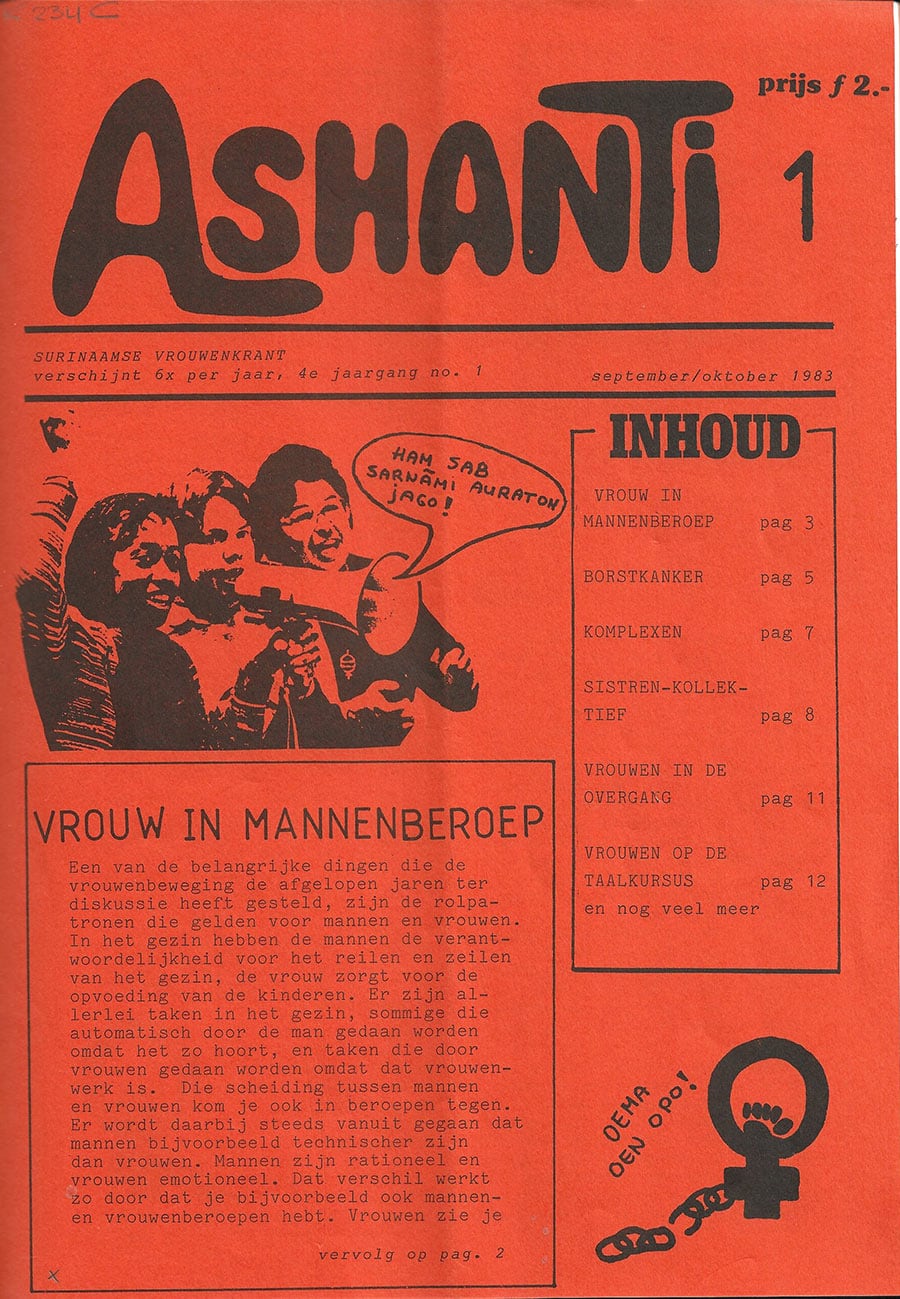 234 C
prijs f 2.-
ASHANTI 1
SURINAAMSE VROUWENKRANT
verschijnt 6x per jaar, 4e jaargang no. 1
september/oktober 1983
HAM SAB
SARNĀMI AURATON
JAGO!
INHOUD
VROUW IN
MANNENBEROEP pag 3
BORSTKANKER pag 5
KOMPLEXEN pag 7
SISTREN-KOLLEK-
TIEF pag 8
VROUWEN IN DE
OVERGANG pag 11
VROUWEN OP DE
TAALKURSUS pag 12
en nog veel meer
VROUW IN MANNENBEROEP
Een van de belangrijke dingen die de
vrouwenbeweging de afgelopen jaren ter
diskussie heeft gesteld, zijn de rolpa-
tronen die gelden voor mannen en vrouwen.
In het gezin hebben de mannen de verant-
woordelijkheid voor het reilen en zeilen
van het gezin, de vrouw zorgt voor de
opvoeding van de kinderen. Er zijn al-
lerlei taken in het gezin, sommige die
automatisch door de man gedaan worden
omdat het zo hoort, en taken die door
vrouwen gedaan worden omdat dat vrouwen-
werk is. Die scheiding tussen mannen
en vrouwen kom je ook in beroepen tegen.
Er wordt daarbij steeds vanuit gegaan dat
mannen bijvoorbeeld technischer zijn
dan vrouwen. Mannen zijn rationeel en
vrouwen emotioneel. Dat verschil werkt
zo door dat je bijvoorbeeld ook mannen-
en vrouwenberoepen hebt. Vrouwen zie je
vervolg op pag. 2
x
OEMA
DEN OPO!